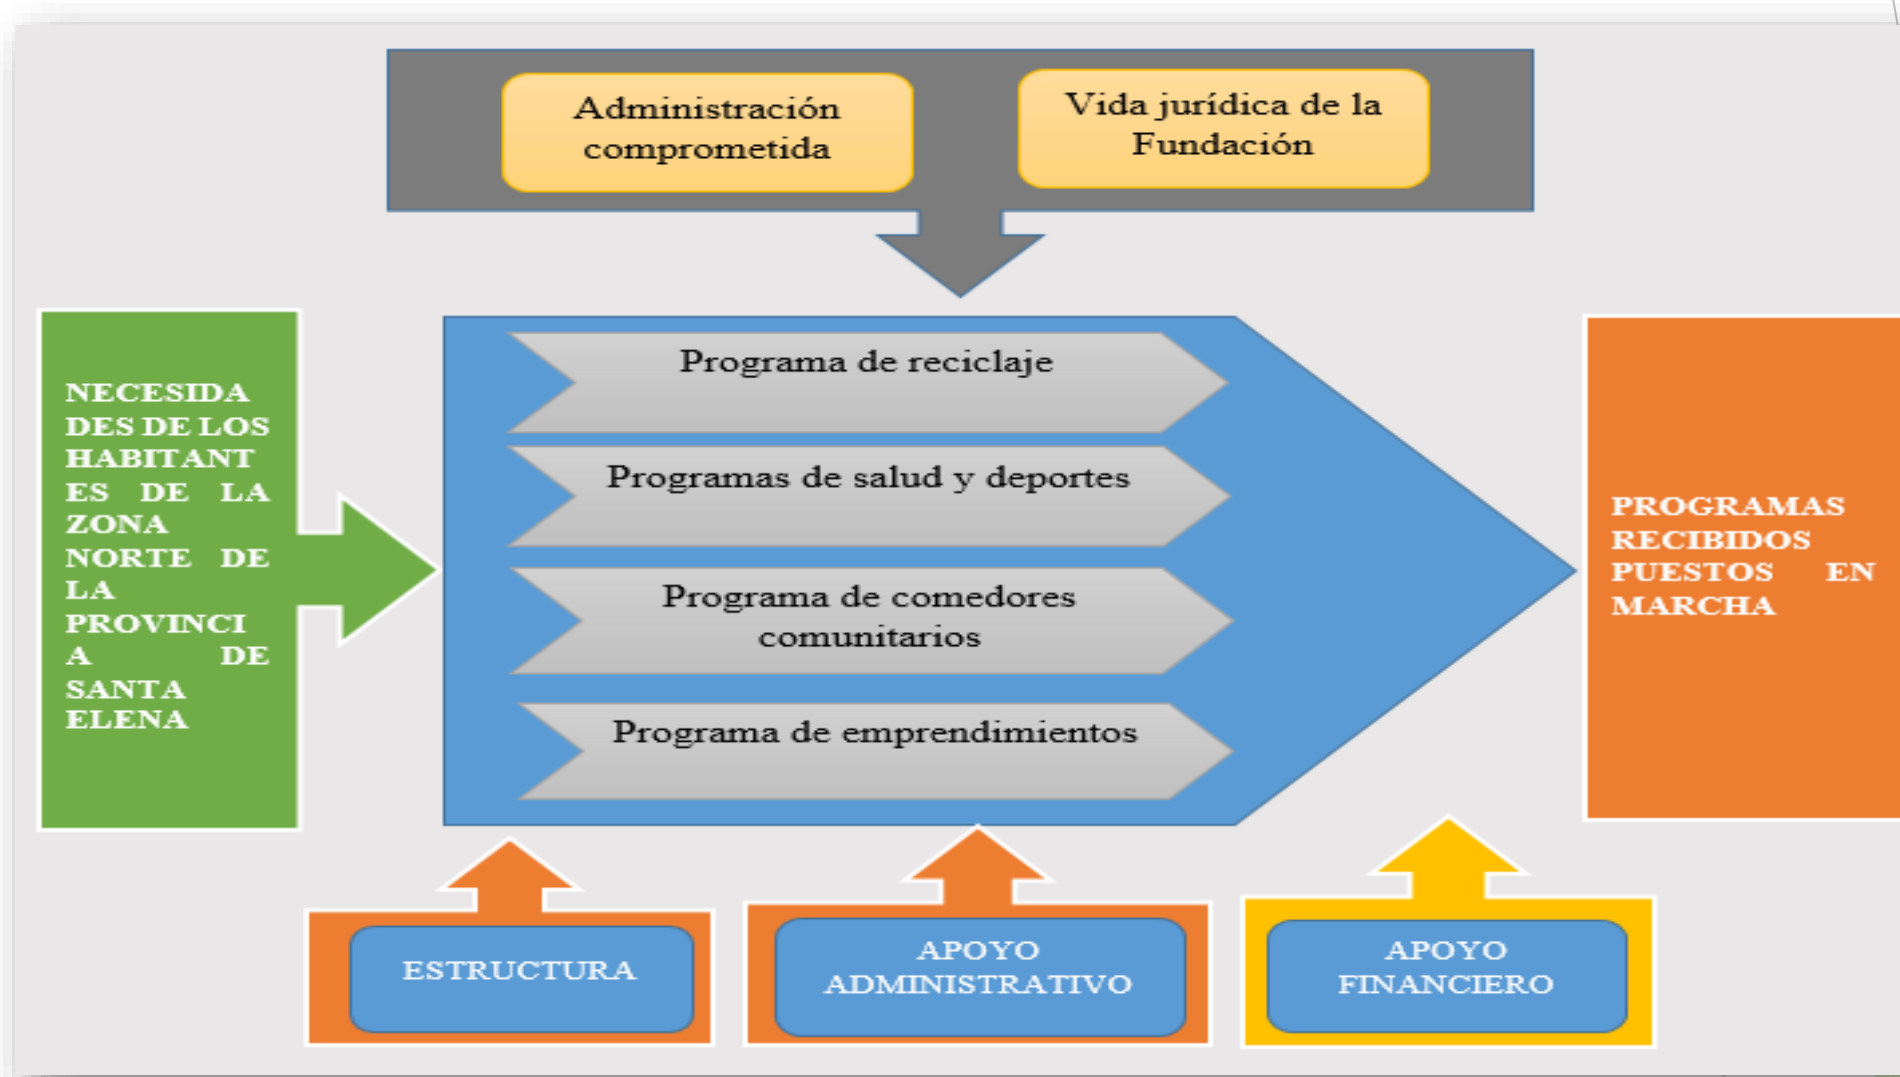 Administración
comprometida
Vida jurídica de la
Fundación
NECESIDA
DES DE LOS
HABITANT
ES DE LA
ZONA
NORTE DE
LA
PROVINCI
A DE
SANTA
ELENA
Programa de reciclaje
Programas de salud y deportes
Programa de comedores
comunitarios
Programa de emprendimientos
PROGRAMAS
RECIBIDOS
PUESTOS EN
MARCHA
ESTRUCTURA
APOYO
ADMINISTRATIVO
APOYO
FINANCIERO